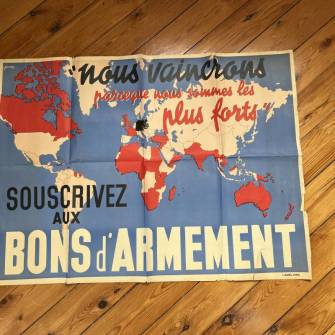 "nous vaincrons
parceque nous sommes les
plus forts"
SOUSCRIVEZ
AUX
BONS d'ARMEMENT